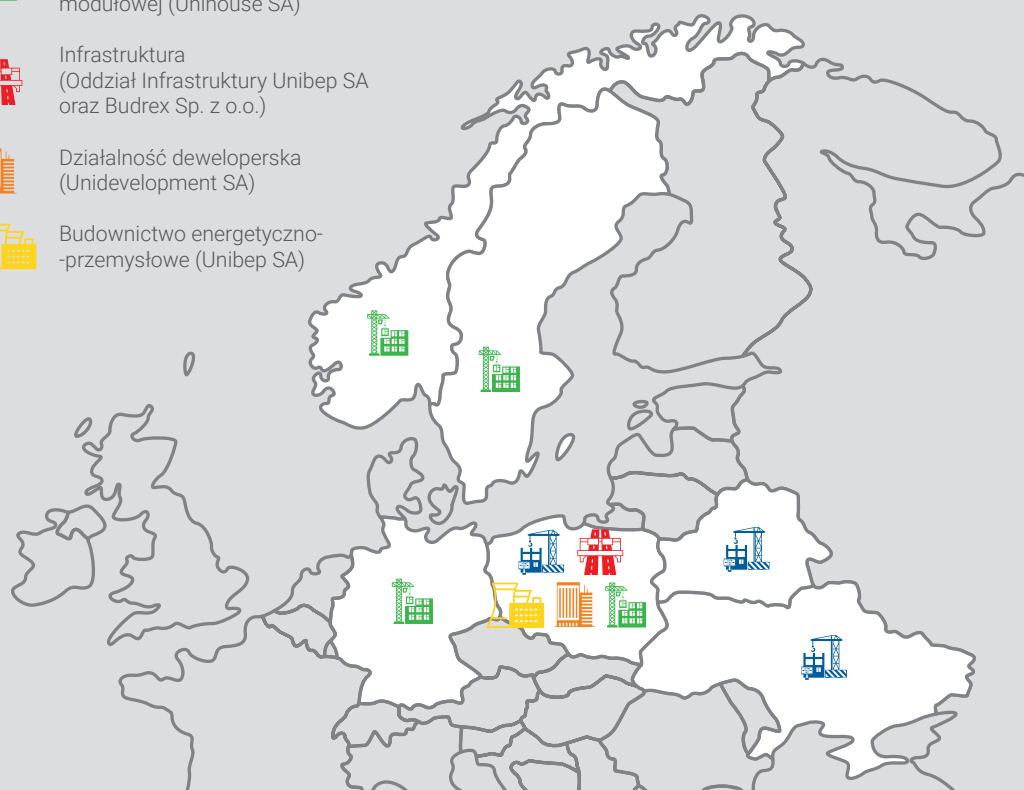 modułowej (Unihouse SA)
Infrastruktura
(Oddział Infrastruktury Unibep SA
oraz Budrex Sp. z o.o.)
Działalność deweloperska
(Unidevelopment SA)
Budownictwo energetyczno-
-przemysłowe (Unibep SA)